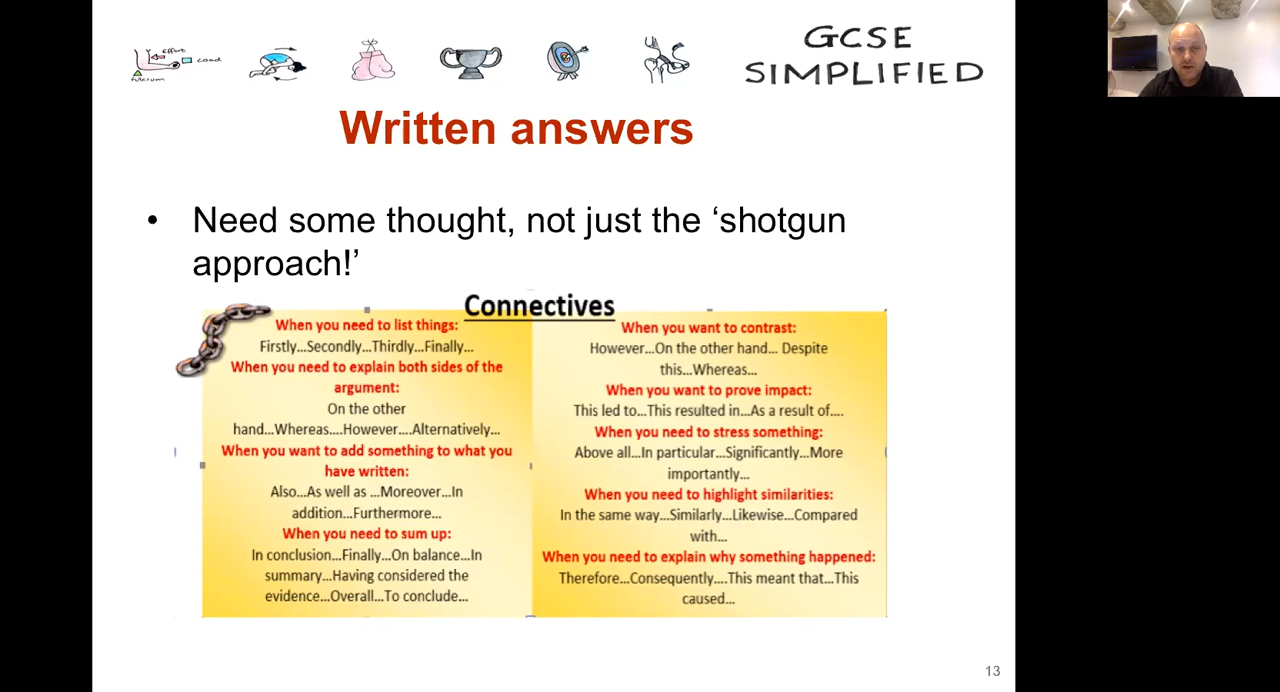 Effort
Load
Fulcrum
GCSE
SIMPLIFIED
Written answers
• Need some thought, not just the ‘shotgun
approach!’
Connectives
When you need to list things:
Firstly...Secondly...Thirdly...Finally...
When you need to explain both sides of the
argument:
On the other
hand...Whereas....However....Alternatively...
When you want to add something to what you
have written:
Also...As well as ...Moreover...In
addition...Furthermore...
When you need to sum up:
In conclusion...Finally...On balance...In
summary...Having considered the
evidence...Overall...To conclude...
When you want to contrast:
However...On the other hand... Despite
this...Whereas...
When you want to prove impact:
This led to...This resulted in...As a result of....
When you need to stress something:
Above all...In particular...Significantly...More
importantly...
When you need to highlight similarities:
In the same way...Similarly...Likewise...Compared
with...
When you need to explain why something happened:
Therefore...Consequently....This meant that...This
caused...
13